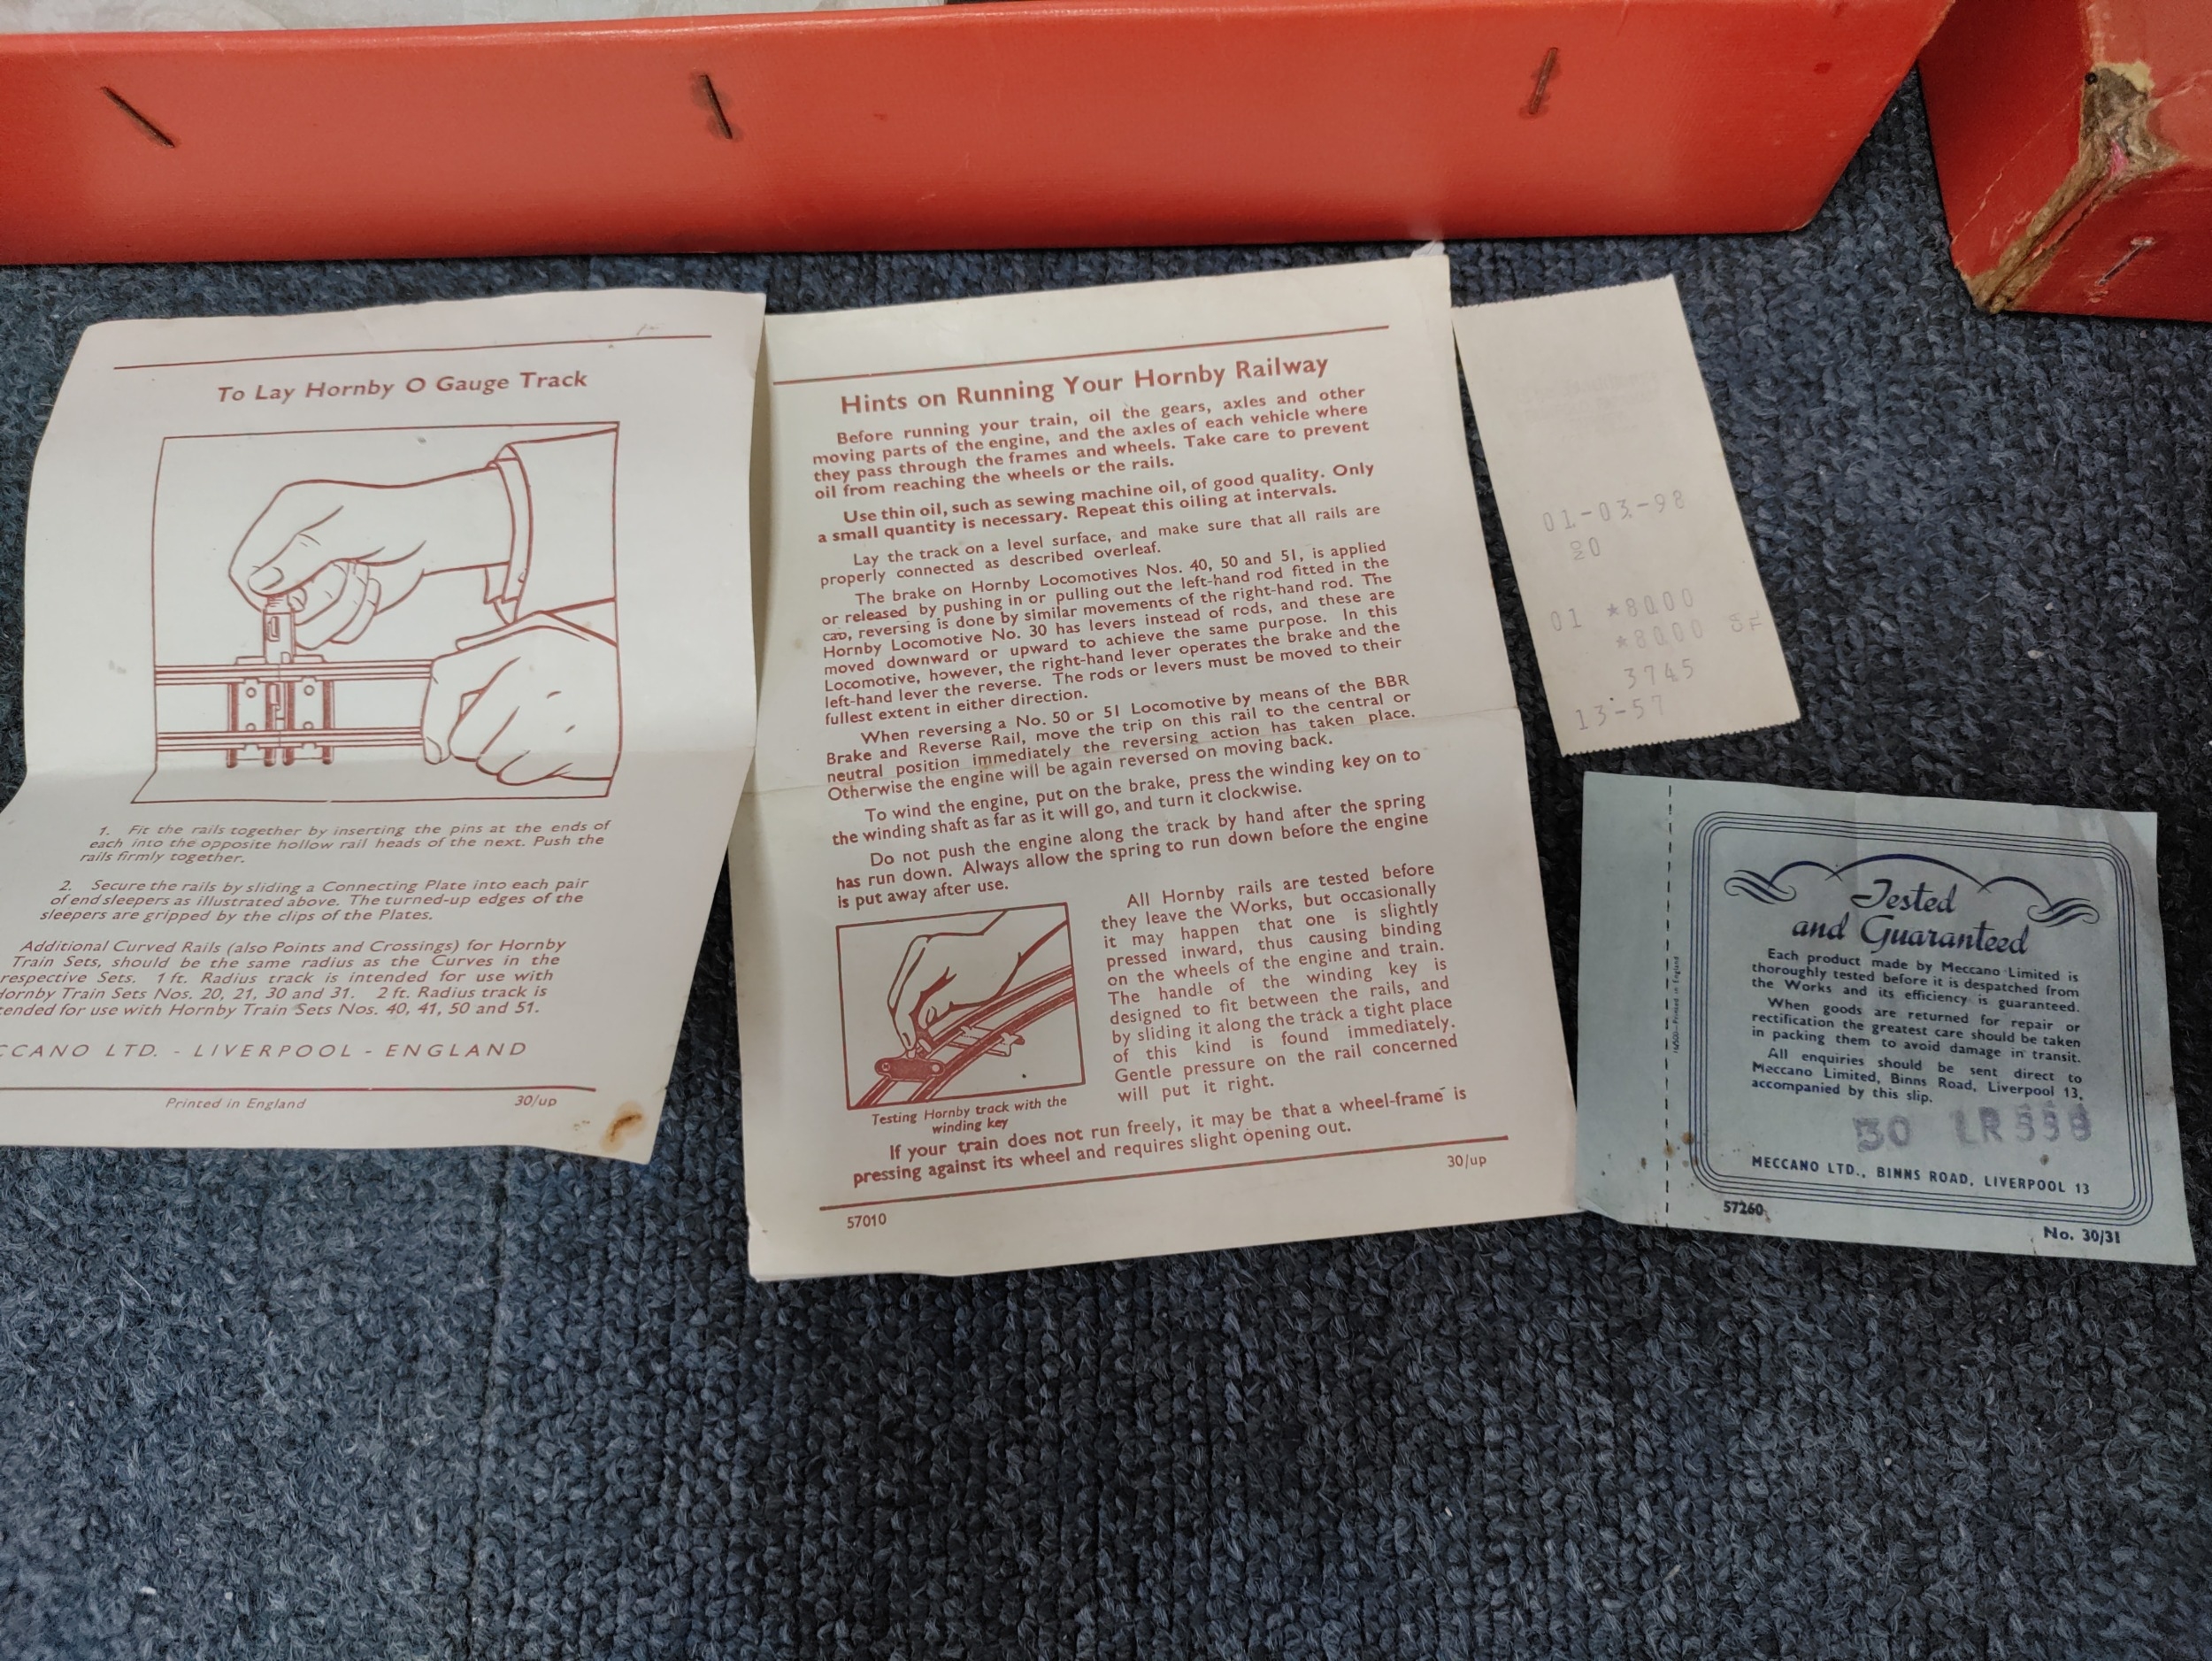 To Lay Hornby O Gauge Track
1. Fit the rails together by inserting the pins at the ends of
each into the opposite hollow rail heads of the next. Push the
rails firmly together.
2. Secure the rails by sliding a Connecting Plate into each pair
of end sleepers as illustrated above. The turned-up edges of the
sleepers are gripped by the clips of the Plates.
Additional Curved Rails (also Points and Crossings) for Hornby
Train Sets, should be the same radius as the Curves in the
respective Sets. 1 ft. Radius track is intended for use with
Hornby Train Sets Nos. 20, 21, 30 and 31. 2 ft. Radius track is
tended for use with Hornby Train Sets Nos. 40, 41, 50 and 51.
CCANO LTD. - LIVERPOOL - ENGLAND
Printed in England 30/up
Hints on Running Your Hornby Railway
Before running your train, oil the gears, axles and other
moving parts of the engine, and the axles of each vehicle where
they pass through the frames and wheels. Take care to prevent
oil from reaching the wheels or the rails.
Use thin oil, such as sewing machine oil, of good quality. Only
a small quantity is necessary. Repeat this oiling at intervals.
Lay the track on a level surface, and make sure that all rails are
properly connected as described overleaf.
The brake on Hornby Locomotives Nos. 40, 50 and 51, is applied
or released by pushing in or pulling out the left-hand rod fitted in the
cab, reversing is done by similar movements of the right-hand rod. The
Hornby Locomotive No. 30 has levers instead of rods, and these are
moved downward or upward to achieve the same purpose. In this
Locomotive, however, the right-hand lever operates the brake and the
left-hand lever the reverse. The rods or levers must be moved to their
fullest extent in either direction.
When reversing a No. 50 or 51 Locomotive by means of the BBR
Brake and Reverse Rail, move the trip on this rail to the central or
neutral position immediately the reversing action has taken place.
Otherwise the engine will be again reversed on moving back.
To wind the engine, put on the brake, press the winding key on to
the winding shaft as far as it will go, and turn it clockwise.
Do not push the engine along the track by hand after the spring
has run down. Always allow the spring to run down before the engine
is put away after use.
All Hornby rails are tested before
they leave the Works, but occasionally
it may happen that one is slightly
pressed inward, thus causing binding
on the wheels of the engine and train.
The handle of the winding key is
designed to fit between the rails, and
by sliding it along the track a tight place
of this kind is found immediately.
Gentle pressure on the rail concerned
will put it right.
Testing Hornby track with the
winding key
If your train does not run freely, it may be that a wheel-frame is
pressing against its wheel and requires slight opening out.
30/up
57010
01-03-98
20
01 *8000
*8000
3745
13-57
Tested
and Guaranteed
Each product made by Meccano Limited is
thoroughly tested before it is despatched from
the Works and its efficiency is guaranteed.
When goods are returned for repair or
rectification the greatest care should be taken
in packing them to avoid damage in transit.
All enquiries should be sent direct to
Meccano Limited, Binns Road, Liverpool 13,
accompanied by this slip.
30 LR
MECCANO LTD., BINNS ROAD, LIVERPOOL 13
57260
No. 30/31